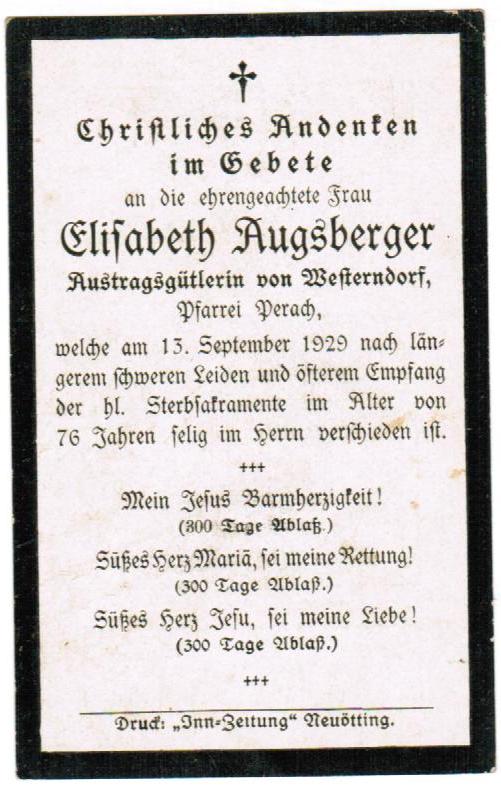 Christliches Andenken
im Gebete
an die ehrengeachtete Frau
Elisabeth Augsberger
Austragsgütlerin von Westerndorf,
Pfarrei Perach,
welche am 13. September 1929 nach län-
gerem schweren Leiden und öfterem Empfang
der hl. Sterbsakramente im Alter von
76 Jahren selig im Herrn verschieden ist.
+++
Mein Jesus Barmherzigkeit!
(300 Tage Ablaß.)
Süßes Herz Mariä, sei meine Rettung!
(300 Tage Ablaß.)
Süßes Herz Jesu, sei meine Liebe!
(300 Tage Ablaß.)
+++
Druck: „Inn-Zeitung“ Neuötting.